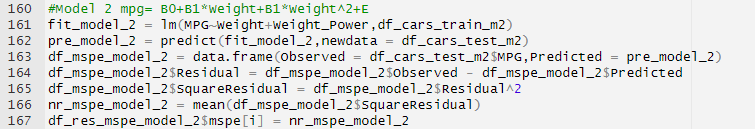 160 #Model 2 mpg= B0+B1*Weight+B1*Weight^2+E
161 fit_model_2 = lm(MPG~Weight+Weight_Power,df_cars_train_m2)
162 pre_model_2 = predict(fit_model_2,newdata = df_cars_test_m2)
163 df_mspe_model_2 = data.frame(Observed = df_cars_test_m2$MPG,Predicted = pre_model_2)
164 df_mspe_model_2$Residual = df_mspe_model_2$Observed - df_mspe_model_2$Predicted
165 df_mspe_model_2$SquareResidual = df_mspe_model_2$Residual^2
166 nr_mspe_model_2 = mean(df_mspe_model_2$SquareResidual)
167 df_res_mspe_model_2$mspe[i] = nr_mspe_model_2